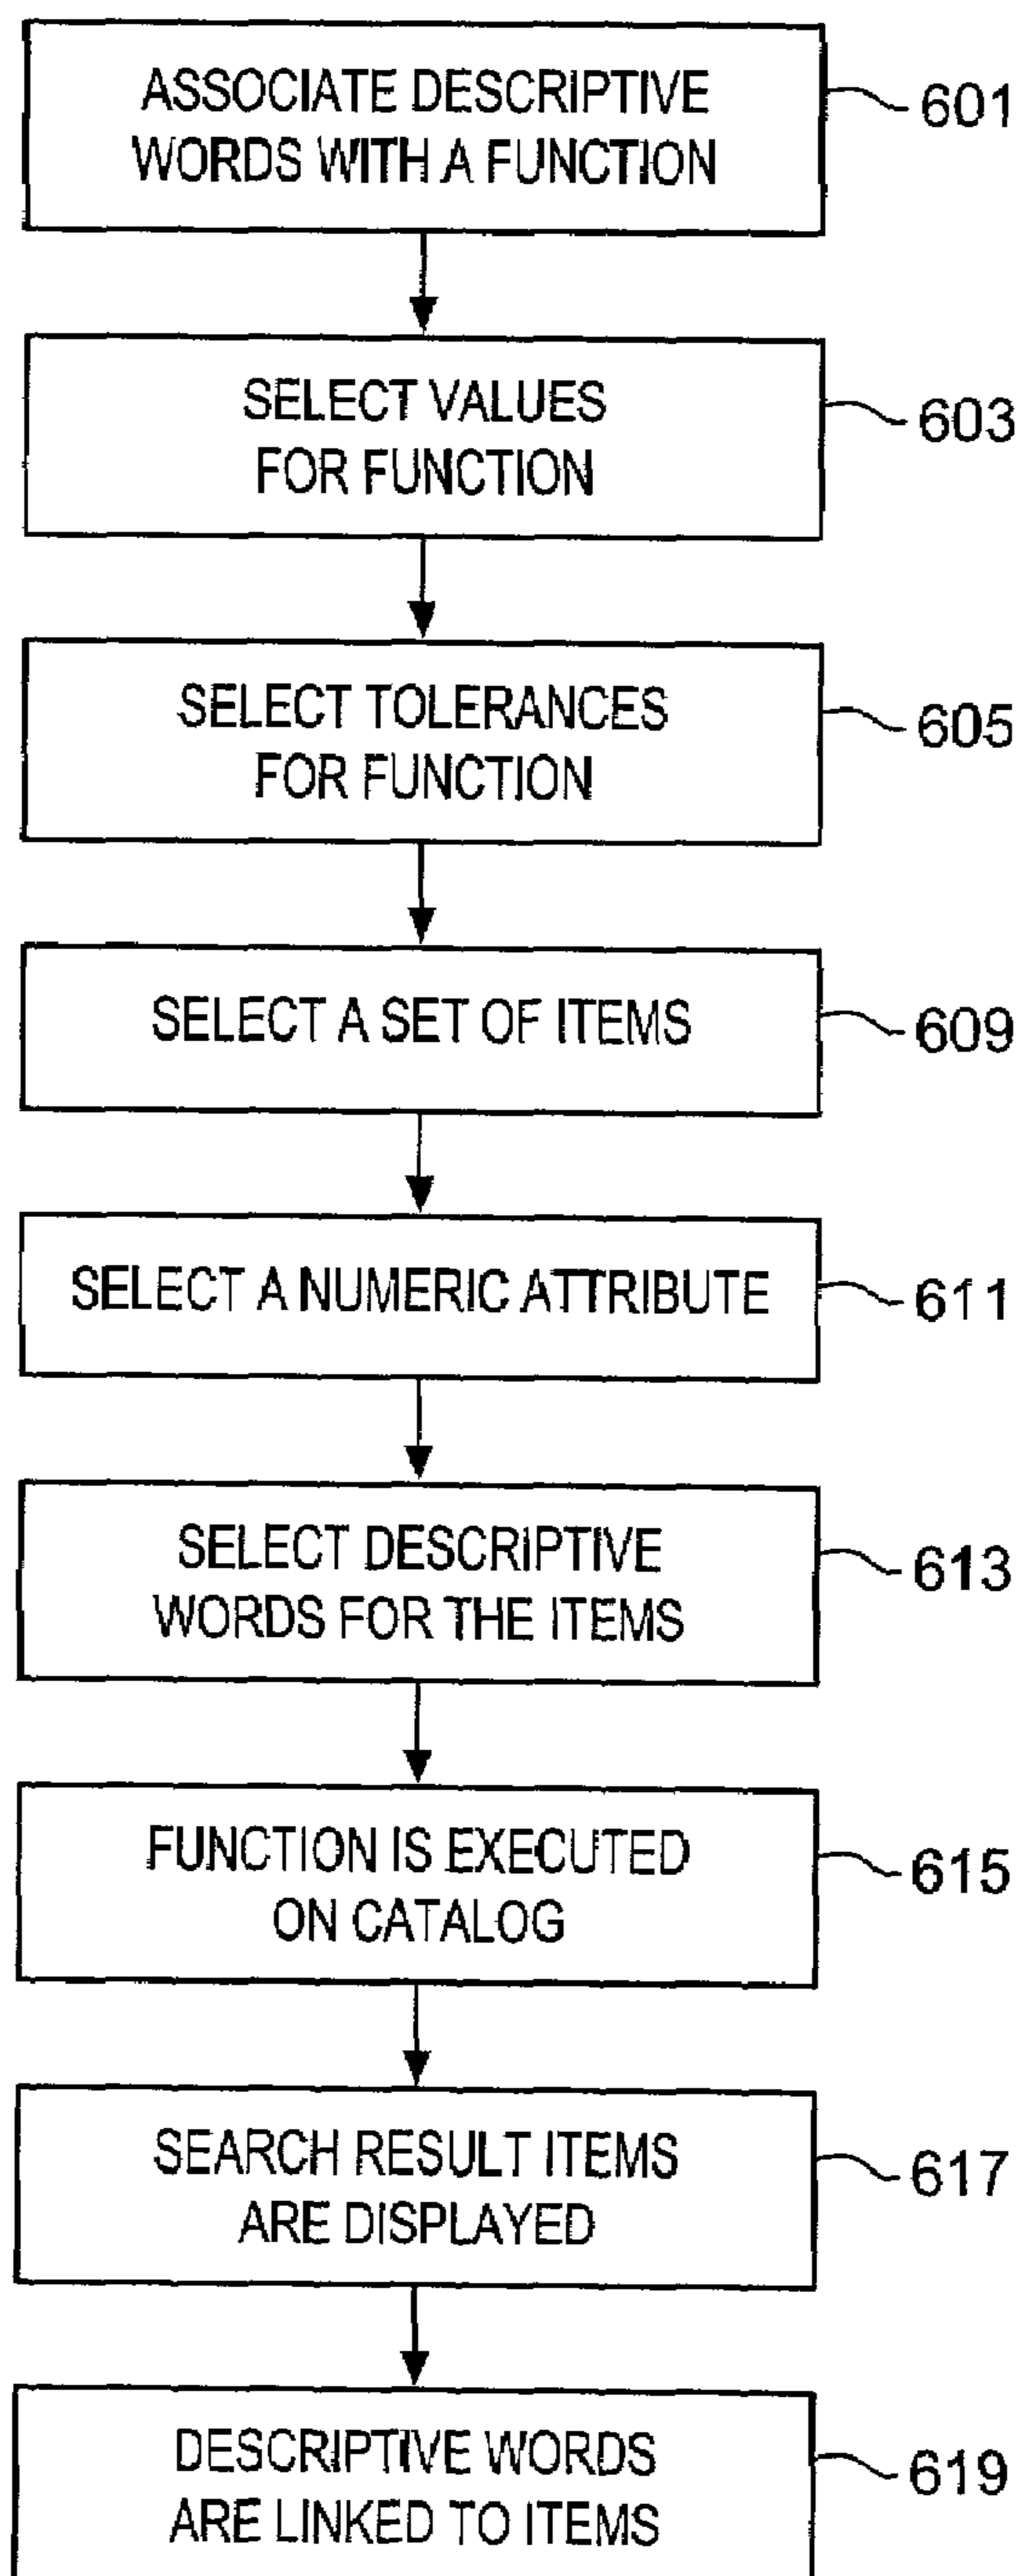 ASSOCIATE DESCRIPTIVE
WORDS WITH A FUNCTION
601
SELECT VALUES
FOR FUNCTION
603
SELECT TOLERANCES
FOR FUNCTION
605
SELECT A SET OF ITEMS
609
SELECT A NUMERIC ATTRIBUTE
611
SELECT DESCRIPTIVE
WORDS FOR THE ITEMS
613
FUNCTION IS EXECUTED
ON CATALOG
615
SEARCH RESULT ITEMS
ARE DISPLAYED
617
DESCRIPTIVE WORDS
ARE LINKED TO ITEMS
619